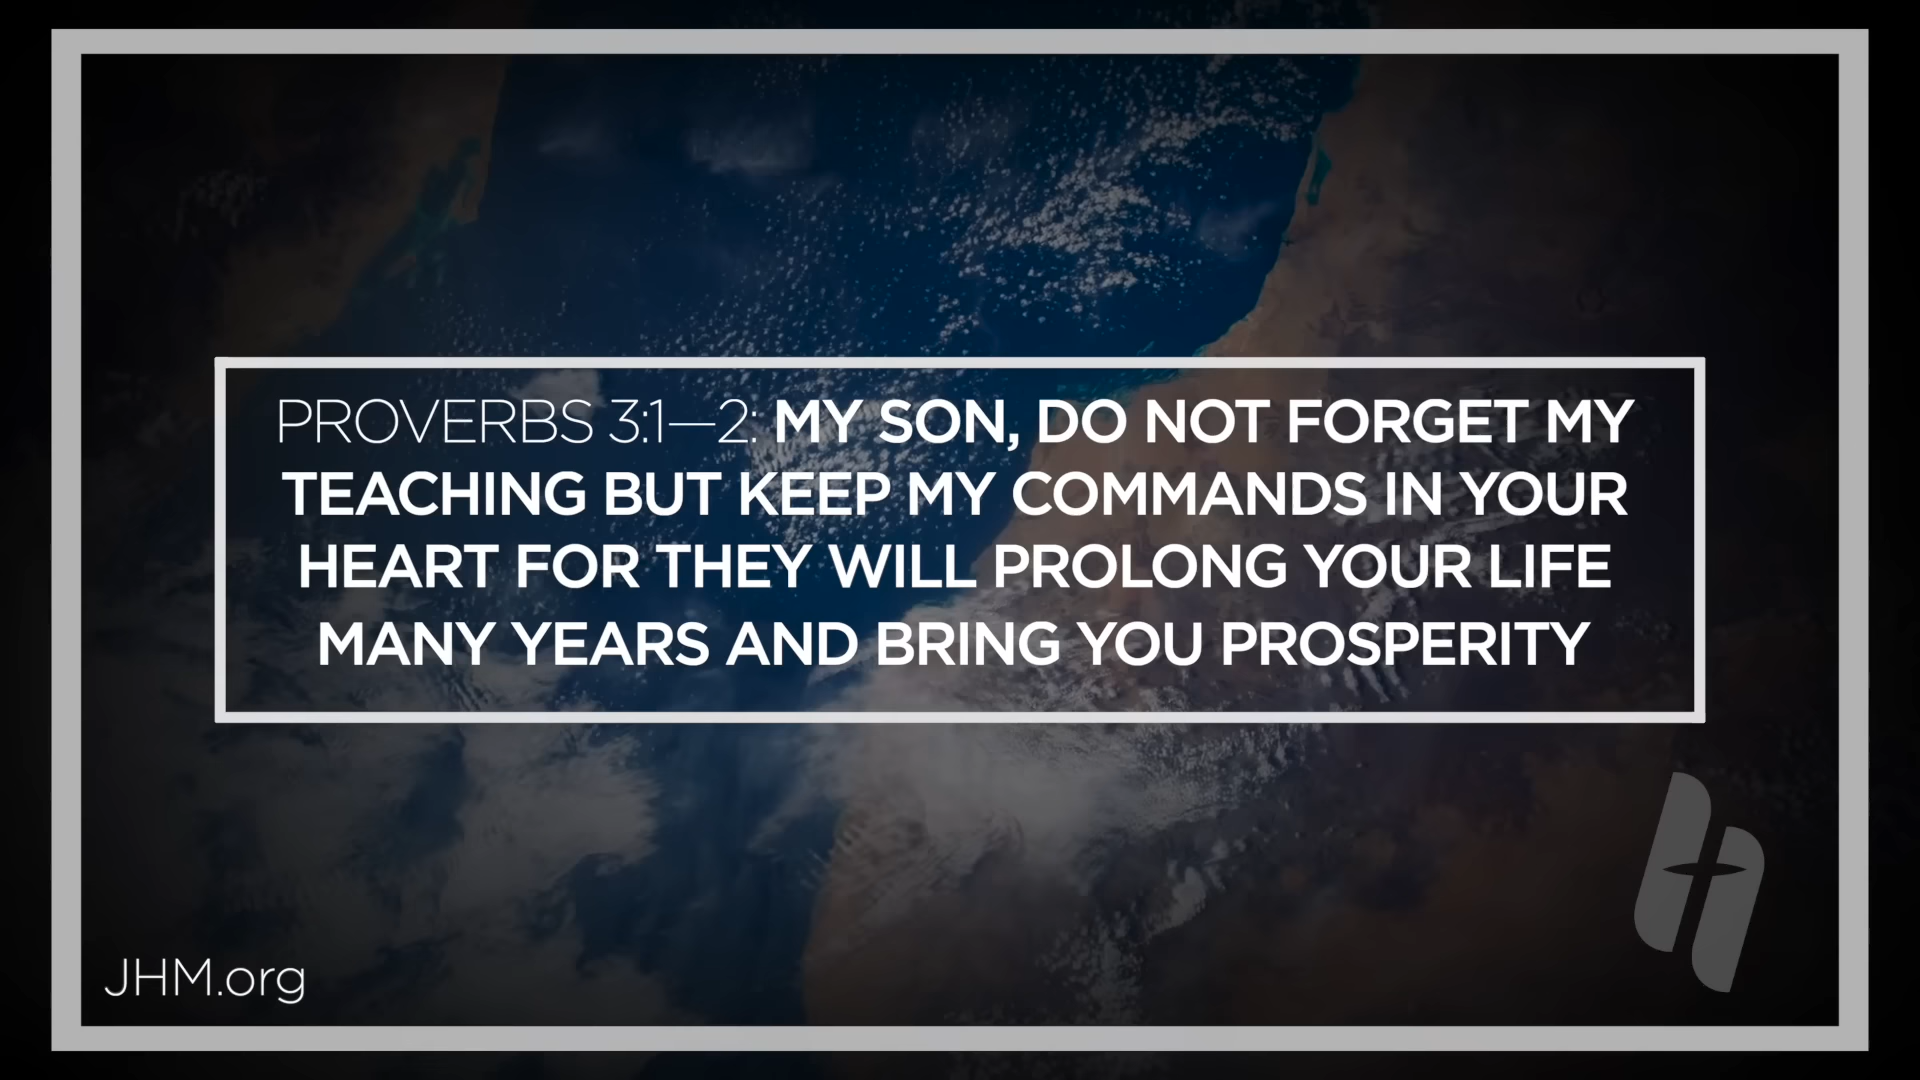 PROVERBS 3:1—2: MY SON, DO NOT FORGET MY
TEACHING BUT KEEP MY COMMANDS IN YOUR
HEART FOR THEY WILL PROLONG YOUR LIFE
MANY YEARS AND BRING YOU PROSPERITY
JHM.org